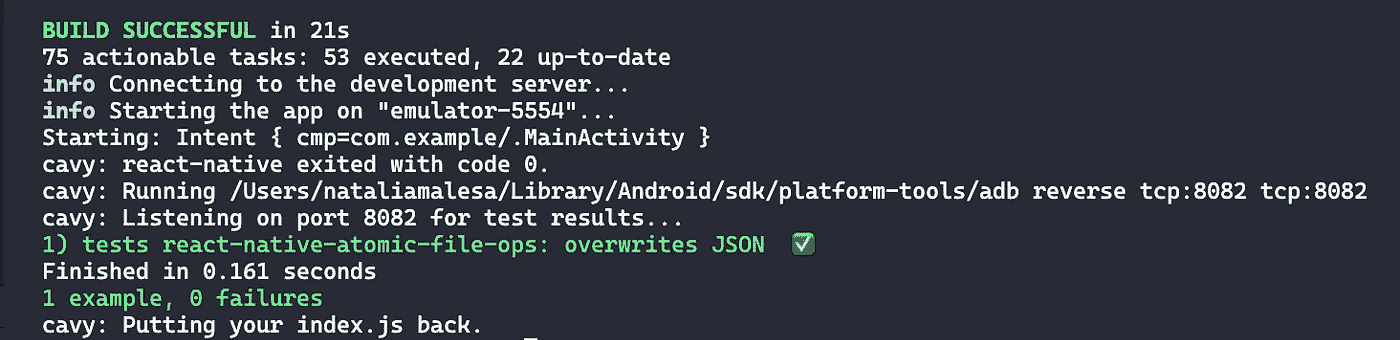 BUILD SUCCESSFUL in 21s
75 actionable tasks: 53 executed, 22 up-to-date
info Connecting to the development server...
info Starting the app on "emulator-5554"...
Starting: Intent { cmp=com.example/.MainActivity }
cavy: react-native exited with code 0.
cavy: Running /Users/nataliamalesa/Library/Android/sdk/platform-tools/adb reverse tcp:8082 tcp:8082
cavy: Listening on port 8082 for test results...
1) tests react-native-atomic-file-ops: overwrites JSON ✅
Finished in 0.161 seconds
1 example, 0 failures
cavy: Putting your index.js back.